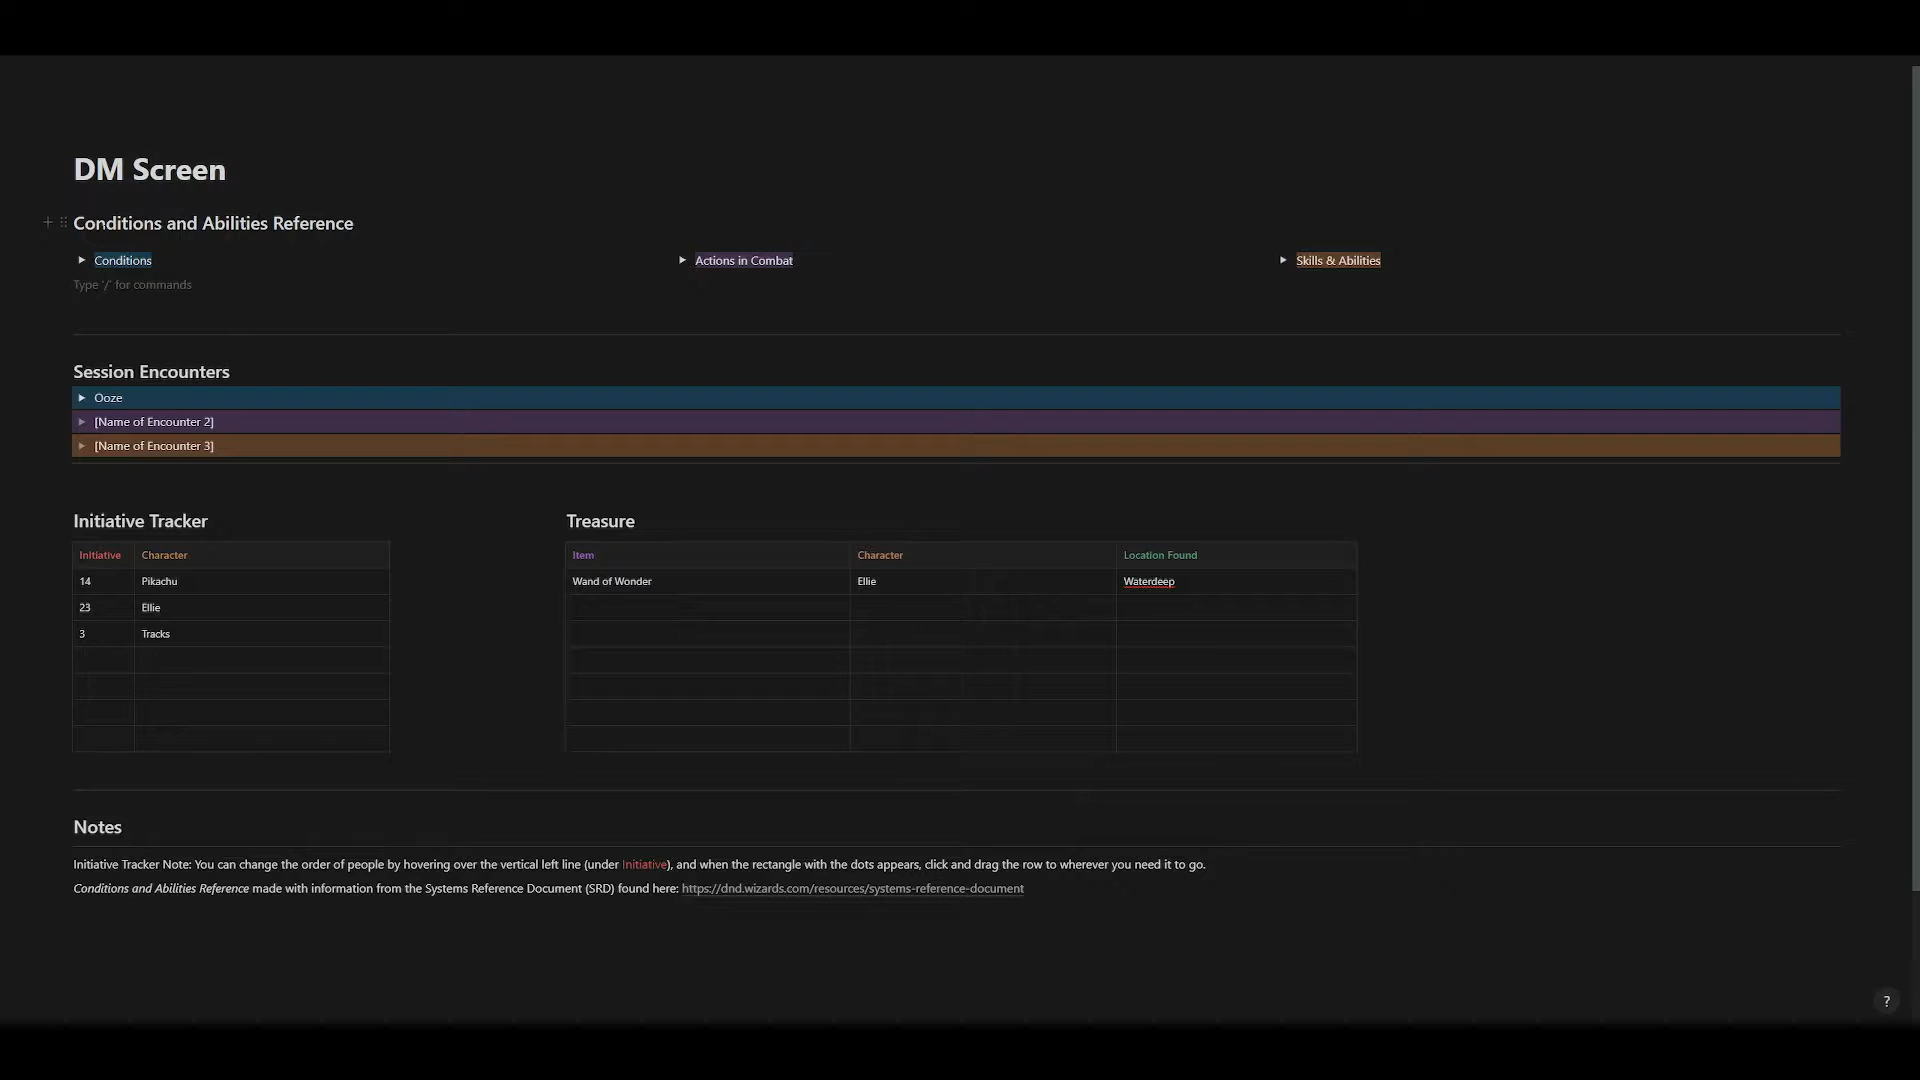 DM Screen
Conditions and Abilities Reference
Conditions
Actions in Combat
Skills & Abilities
Type '/' for commands
Session Encounters
Ooze
[Name of Encounter 2]
[Name of Encounter 3]
Initiative Tracker
Treasure
Initiative Character
Item Character Location Found
14 Pikachu
Wand of Wonder Ellie Waterdeep
23 Ellie
3 Tracks
Notes
Initiative Tracker Note: You can change the order of people by hovering over the vertical left line (under Initiative), and when the rectangle with the dots appears, click and drag the row to wherever you need it to go.
Conditions and Abilities Reference made with information from the Systems Reference Document (SRD) found here: https://dnd.wizards.com/resources/systems-reference-document
?